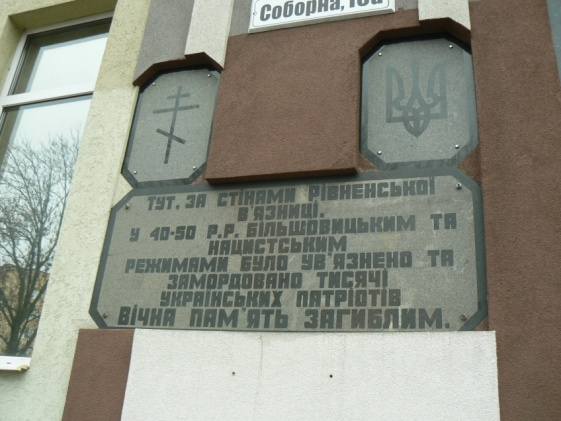 Соборна,
ТУТ, ЗА СТІНАМИ РІВНЕНСЬКОЇ
В'ЯЗНИЦІ.
У 40-50 Р.Р. БІЛЬШОВИЦЬКИМ ТА
НАЦИСТСЬКИМ
РЕЖИМАМИ БУЛО УВ'ЯЗНЕНО ТА
ЗАМОРДОВАНО ТИСЯЧІ
УКРАЇНСЬКИХ ПАТРІОТІВ
ВІЧНА ПАМ'ЯТЬ ЗАГИБЛИМ.